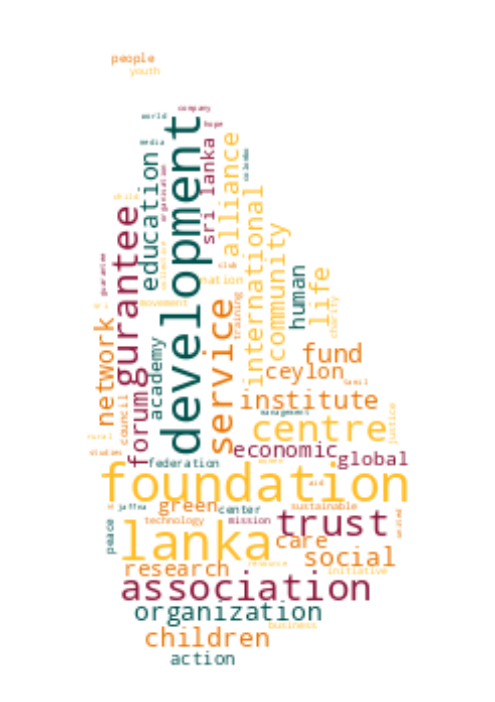 people
youth
company
world
hope
development
media
sri lanka
alliance
education
colombo
organisation
child
gurantee
international
community
club
nation
human
life
guarantee
movement
service
training
charity
network
academy
fund
ceylon
tamil
forum
council
institute
management
centre
justice
rural
studies
economic
global
federation
foundation
aid
jaffna
green
center
sustainable
technology
mission
trust
united
peace
lanka
care
social
research
resource
initiative
association
organization
business
children
action